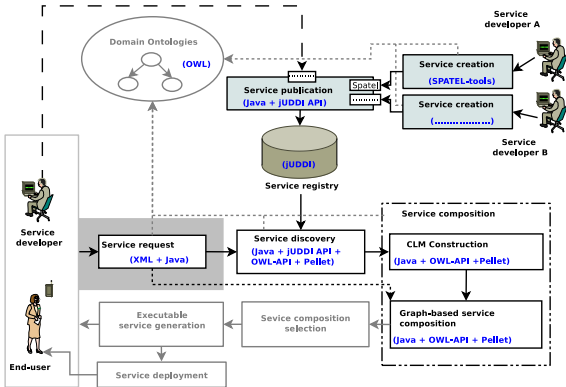 Service
developer A
Domain Ontologies
(OWL)
Service creation
(SPATEL-tools)
Spatel
Service publication
(Java + jUDDI API)
Service creation
(..................)
Service
developer B
(jUDDI)
Service registry
Service
developer
Service composition
Service request
(XML + Java)
Service discovery
(Java + jUDDI API +
OWL-API + Pellet)
CLM Construction
(Java + OWL-API +Pellet)
Graph-based service
composition
(Java + OWL-API + Pellet)
Executable
service generation
Sevice composition
selection
End-user
Service deployment